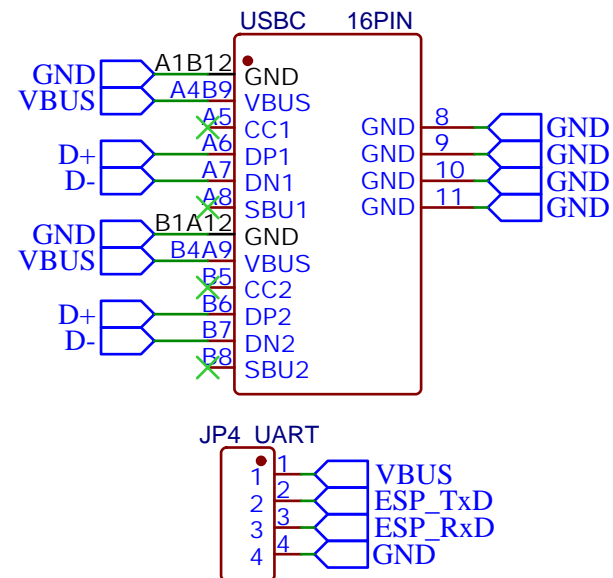 USBC 16PIN
GND A1B12 GND
VBUS A4B9 VBUS
A5 CC1 GND 8 GND
D+ A6 DP1 GND 9 GND
D- A7 DN1 GND 10 GND
A8 SBU1 GND 11 GND
GND B1A12 GND
VBUS B4A9 VBUS
B5 CC2
D+ B6 DP2
D- B7 DN2
B8 SBU2
JP4 UART
1 1 VBUS
2 2 ESP_TxD
3 3 ESP_RxD
4 4 GND